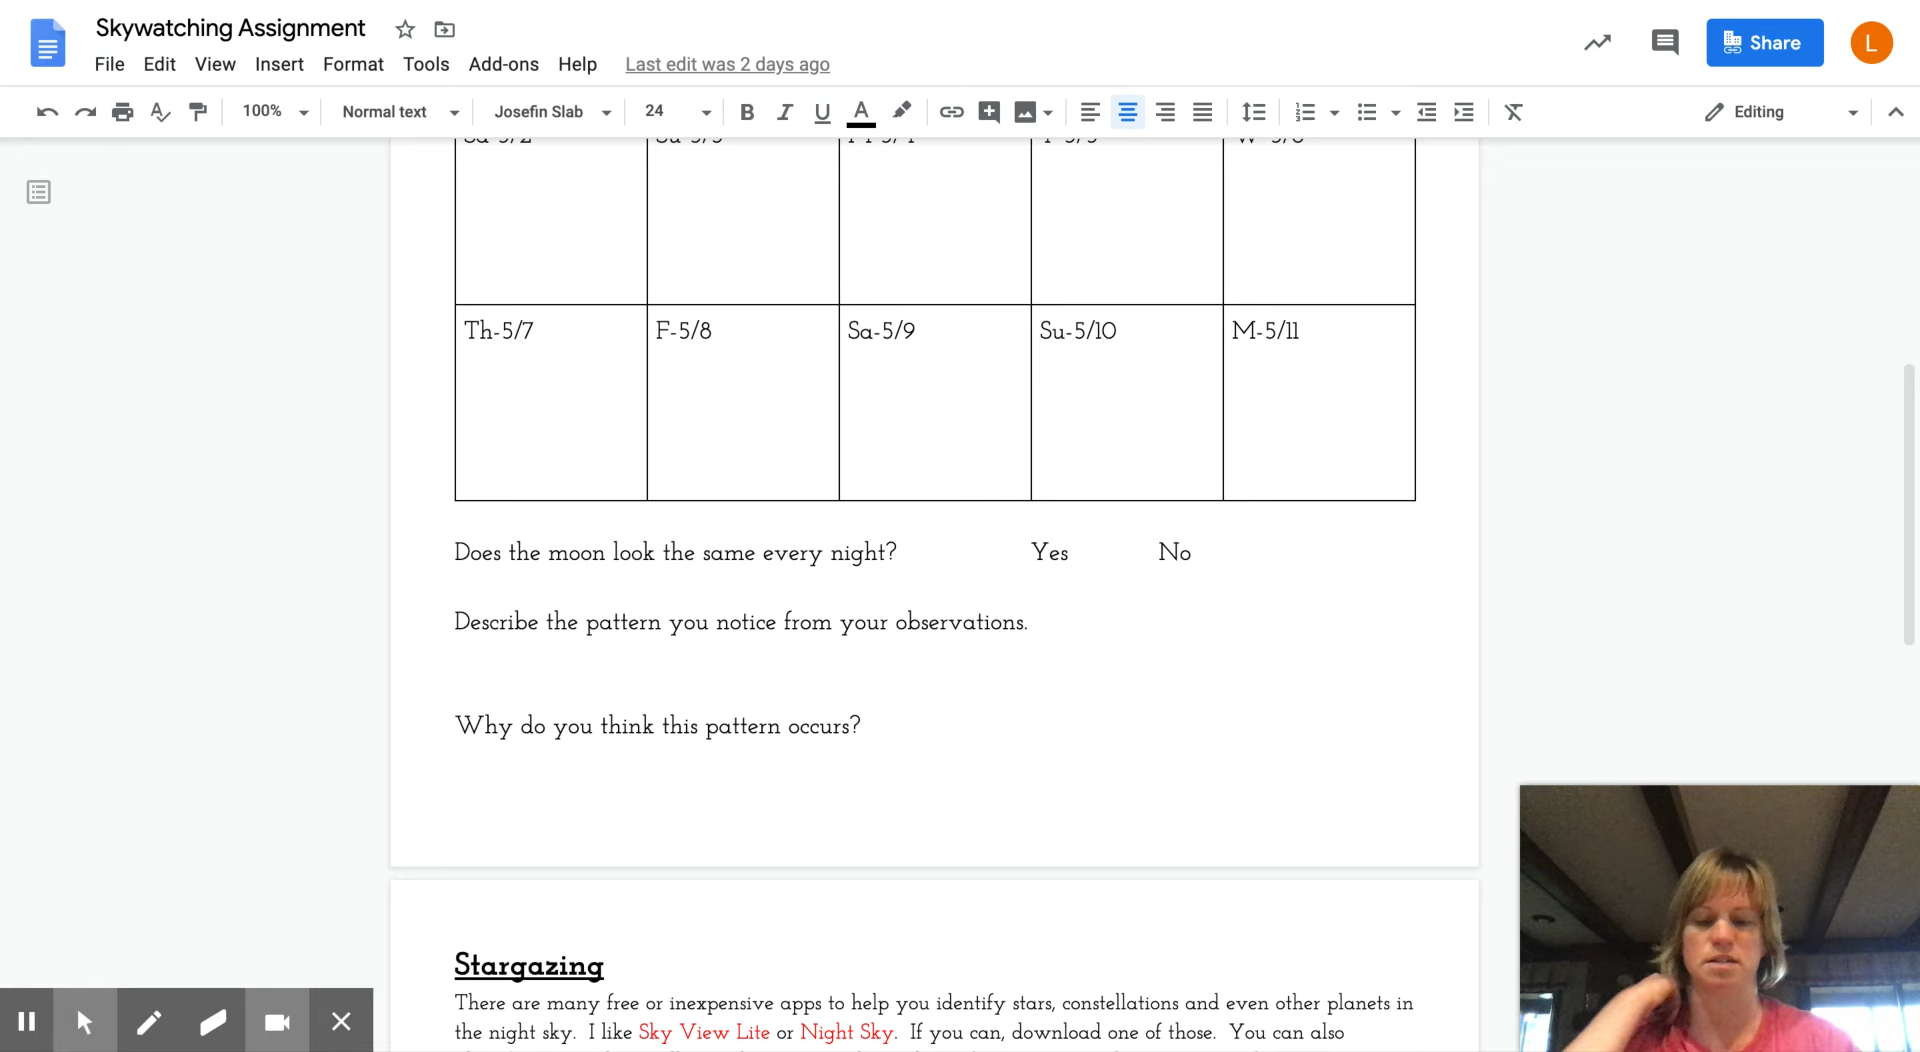 Skywatching Assignment
File Edit View Insert Format Tools Add-ons Help Last edit was 2 days ago
Share
L
100% Normal text Josefin Slab 24 B I U A Editing
Th-5/7 F-5/8 Sa-5/9 Su-5/10 M-5/11
Does the moon look the same every night? Yes No
Describe the pattern you notice from your observations.
Why do you think this pattern occurs?
Stargazing
There are many free or inexpensive apps to help you identify stars, constellations and even other planets in
the night sky. I like Sky View Lite or Night Sky. If you can, download one of those. You can also